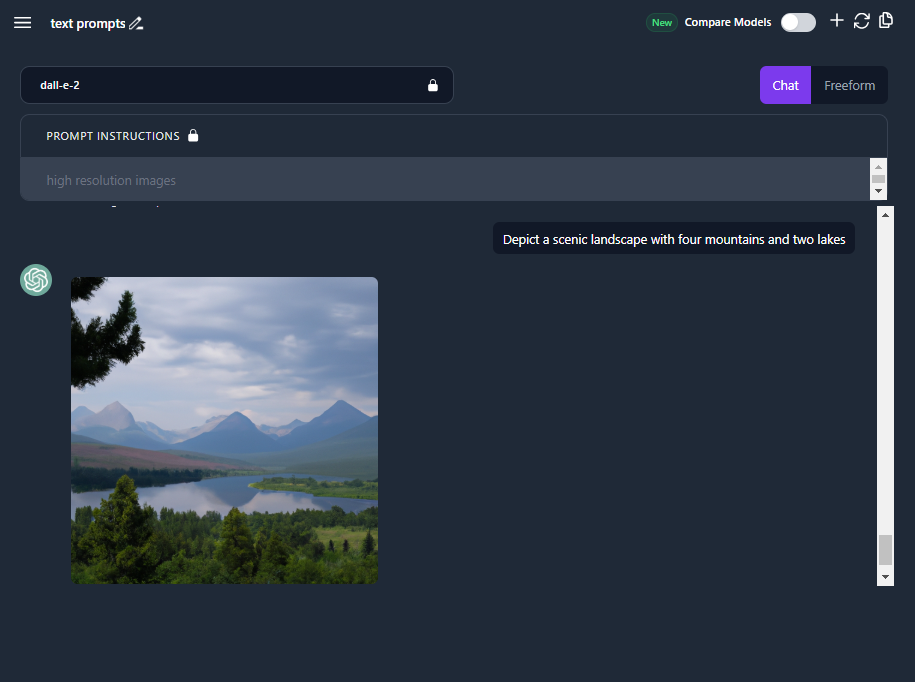 text prompts
New Compare Models
dall-e-2
Chat Freeform
PROMPT INSTRUCTIONS
high resolution images
Depict a scenic landscape with four mountains and two lakes